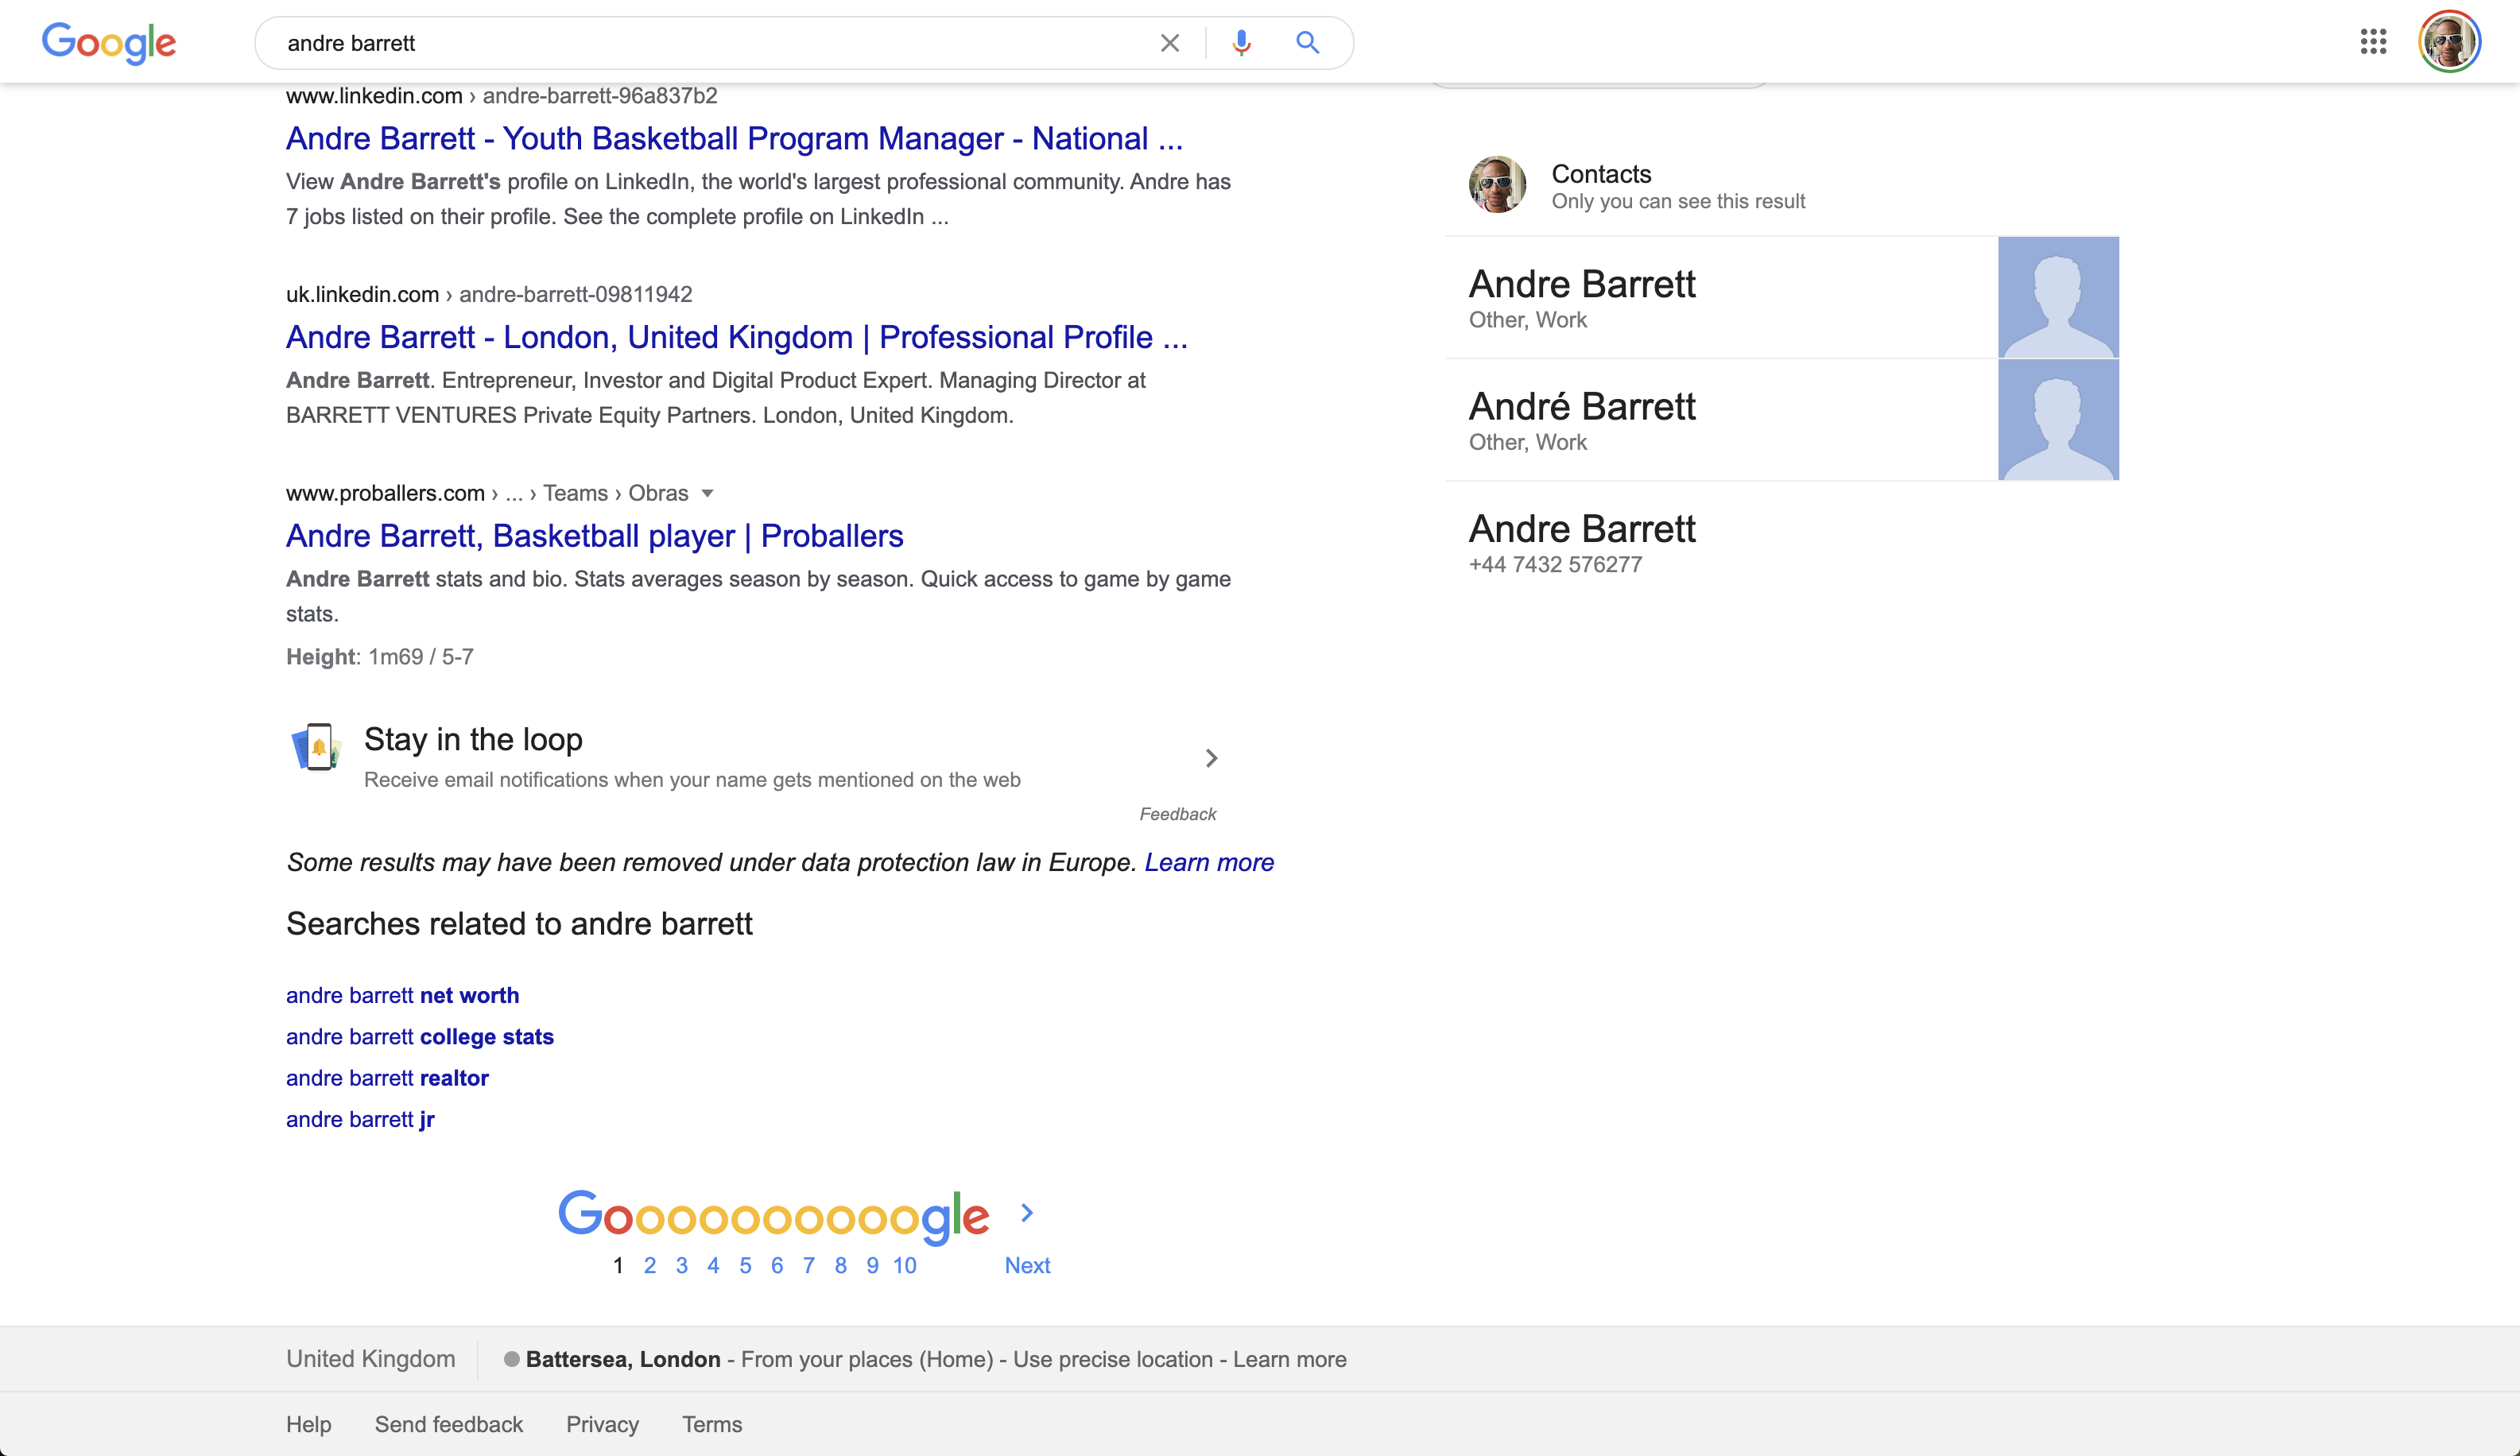 Google
andre barrett
www.linkedin.com › andre-barrett-96a837b2
Andre Barrett - Youth Basketball Program Manager - National ...
View Andre Barrett's profile on LinkedIn, the world's largest professional community. Andre has
7 jobs listed on their profile. See the complete profile on LinkedIn ...
uk.linkedin.com › andre-barrett-09811942
Andre Barrett - London, United Kingdom | Professional Profile ...
Andre Barrett. Entrepreneur, Investor and Digital Product Expert. Managing Director at
BARRETT VENTURES Private Equity Partners. London, United Kingdom.
www.proballers.com › ... › Teams › Obras
Andre Barrett, Basketball player | Proballers
Andre Barrett stats and bio. Stats averages season by season. Quick access to game by game
stats.
Height: 1m69 / 5-7
Stay in the loop
Receive email notifications when your name gets mentioned on the web
Feedback
Some results may have been removed under data protection law in Europe. Learn more
Searches related to andre barrett
andre barrett net worth
andre barrett college stats
andre barrett realtor
andre barrett jr
Goooooooooogle
1 2 3 4 5 6 7 8 9 10 Next
Contacts
Only you can see this result
Andre Barrett
Other, Work
André Barrett
Other, Work
Andre Barrett
+44 7432 576277
United Kingdom
Battersea, London - From your places (Home) - Use precise location - Learn more
Help Send feedback Privacy Terms